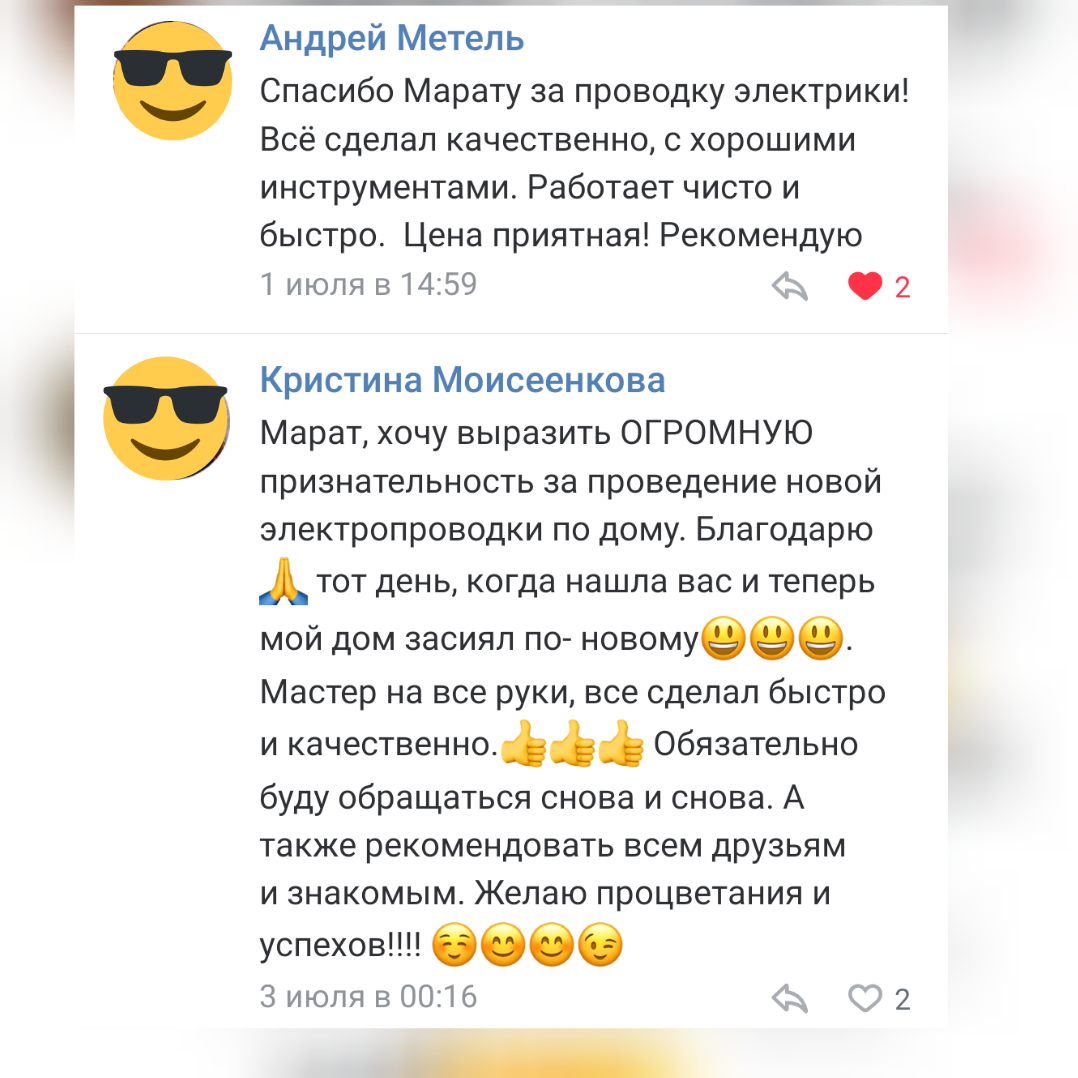 Андрей Метель
Спасибо Марату за проводку электрики!
Всё сделал качественно, с хорошими
инструментами. Работает чисто и
быстро.  Цена приятная! Рекомендую
1 июля в 14:59
2
Кристина Моисеенкова
Марат, хочу выразить ОГРОМНУЮ
признательность за проведение новой
электропроводки по дому. Благодарю
🙏 тот день, когда нашла вас и теперь
мой дом засиял по- новому😃😃😃.
Мастер на все руки, все сделал быстро
и качественно.👍👍👍 Обязательно
буду обращаться снова и снова. А
также рекомендовать всем друзьям
и знакомым. Желаю процветания и
успехов!!!! ☺️😊😊😉
3 июля в 00:16
2